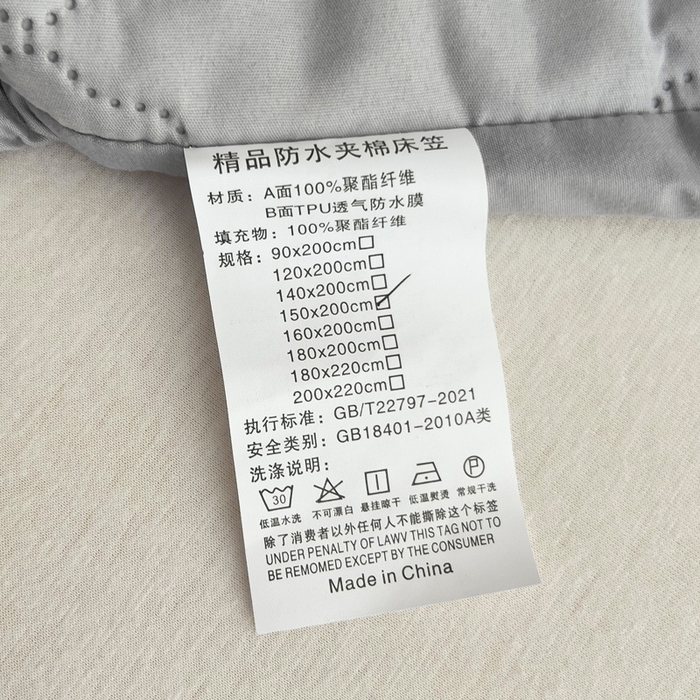 精品防水夹棉床笠
材质：A面100%聚酯纤维
B面TPU透气防水膜
填充物：100%聚酯纤维
规格：90x200cm
120x200cm
140x200cm
150x200cm
160x200cm
180x200cm
180x220cm
200x220cm
执行标准：GB/T22797-2021
安全类别：GB18401-2010A类
洗涤说明：
30 P
低温水洗 不可漂白 悬挂晾干 低温熨烫 常规干洗
除了消费者以外任何人不能撕除这个标签
UNDER PENALTY OF LAWV THIS TAG NOT TO
BE REMOMED EXCEPT BY THE CONSUMER
Made in China